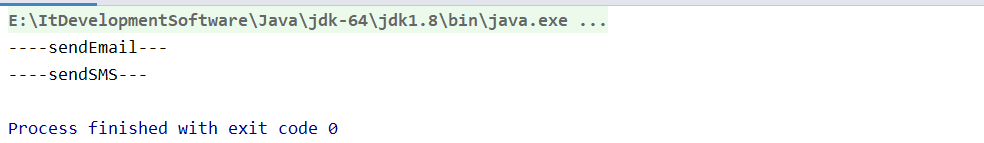 E:\ItDevelopmentSoftware\Java\jdk-64\jdk1.8\bin\java.exe ...
----sendEmail---
----sendSMS---
Process finished with exit code 0